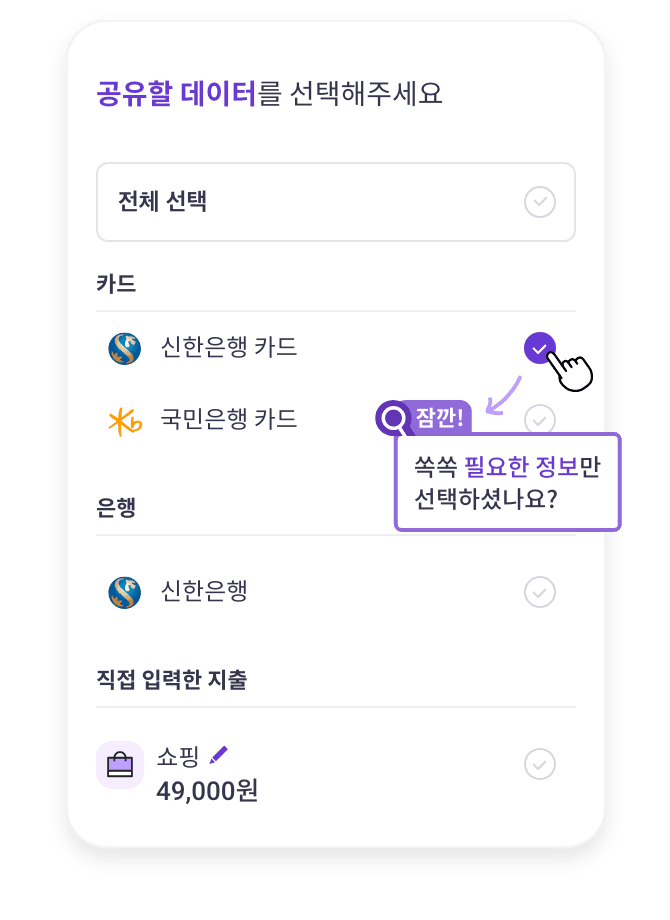 공유할 데이터를 선택해주세요
전체 선택
카드
신한은행 카드
국민은행 카드
잠깐!
쏙쏙 필요한 정보만
선택하셨나요?
은행
신한은행
직접 입력한 지출
쇼핑
49,000원